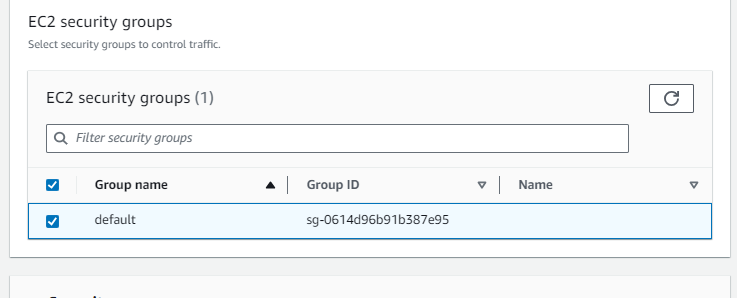 EC2 security groups
Select security groups to control traffic.
EC2 security groups (1)
Filter security groups
Group name Group ID Name
default sg-0614d96b91b387e95